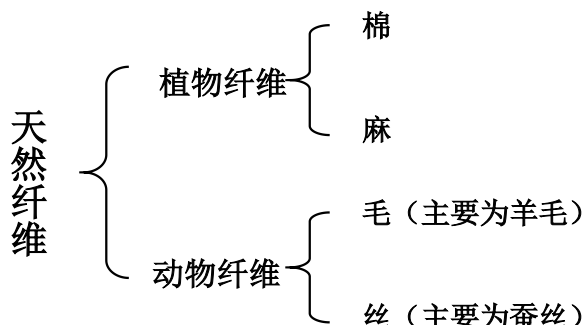 天然纤维
植物纤维
棉
麻
动物纤维
毛（主要为羊毛）
丝（主要为蚕丝）